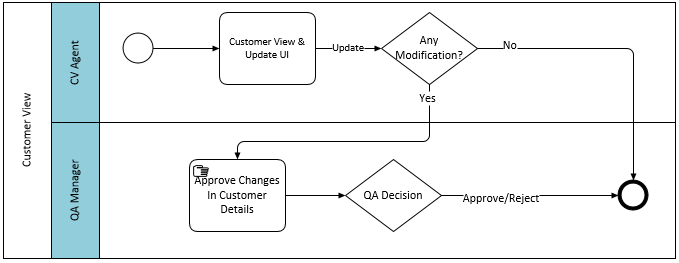 Customer View
CV Agent
Customer View &
Update UI
Update
Any
Modification?
No
Yes
QA Manager
Approve Changes
In Customer
Details
QA Decision
Approve/Reject